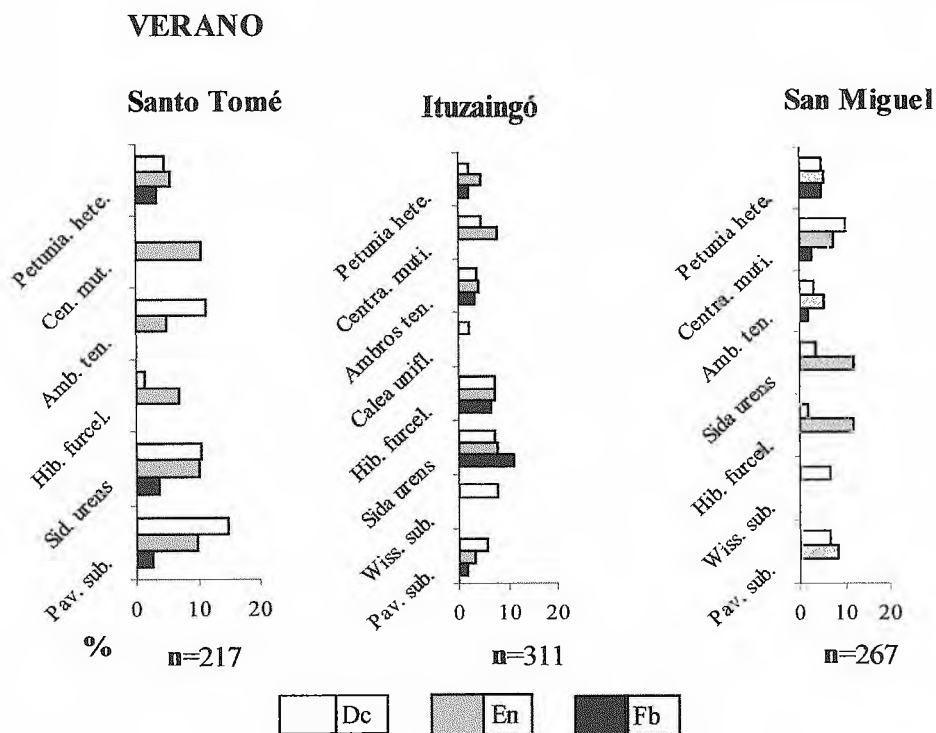 VERANO
Santo Tomé
Petunia. hete.
Cen. mut.
Amb. ten.
Hib. furcel.
Sid. urens
Pav. sub.
0 10 20
%
n=217
Ituzaingó
Petunia hete.
Centra. muti.
Ambros ten.
Calea unifl.
Hib. furcel.
Sida urens
Wiss. sub.
Pav. sub.
0 10 20
n=311
San Miguel
Petunia hete.
Centra. muti.
Amb. ten.
Sida urens
Hib. furcel.
Wiss. sub.
Pav. sub.
0 10 20
n=267
Dc En Fb